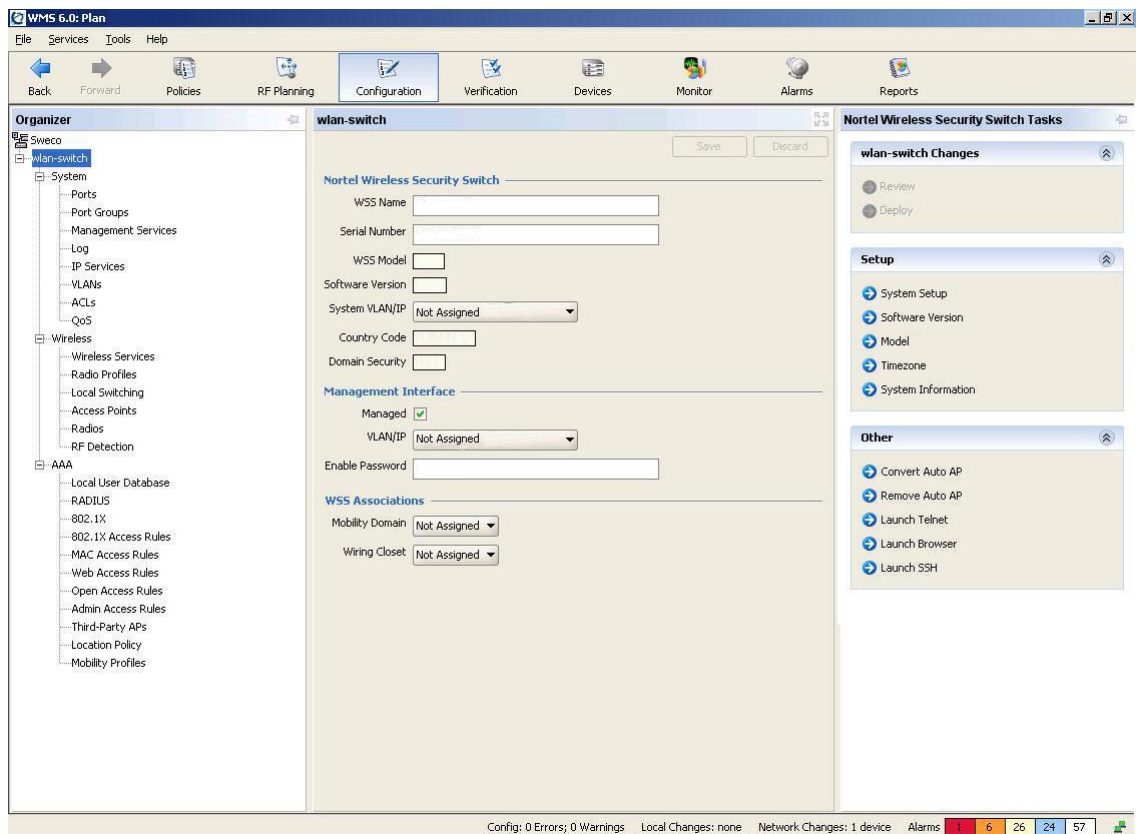 WMS 6.0: Plan
File Services Tools Help
Back Forward Policies RF Planning Configuration Verification Devices Monitor Alarms Reports
Organizer
Sweco
wlan-switch
System
Ports
Port Groups
Management Services
Log
IP Services
VLANs
ACLs
QoS
Wireless
Wireless Services
Radio Profiles
Local Switching
Access Points
Radios
RF Detection
AAA
Local User Database
RADIUS
802.1X
802.1X Access Rules
MAC Access Rules
Web Access Rules
Open Access Rules
Admin Access Rules
Third-Party APs
Location Policy
Mobility Profiles
wlan-switch
Save Discard
Nortel Wireless Security Switch
WSS Name
Serial Number
WSS Model
Software Version
System VLAN/IP Not Assigned
Country Code
Domain Security
Management Interface
Managed
VLAN/IP Not Assigned
Enable Password
WSS Associations
Mobility Domain Not Assigned
Wiring Closet Not Assigned
Nortel Wireless Security Switch Tasks
wlan-switch Changes
Review
Deploy
Setup
System Setup
Software Version
Model
Timezone
System Information
Other
Convert Auto AP
Remove Auto AP
Launch Telnet
Launch Browser
Launch SSH
Config: 0 Errors; 0 Warnings Local Changes: none Network Changes: 1 device Alarms 1 6 26 24 57